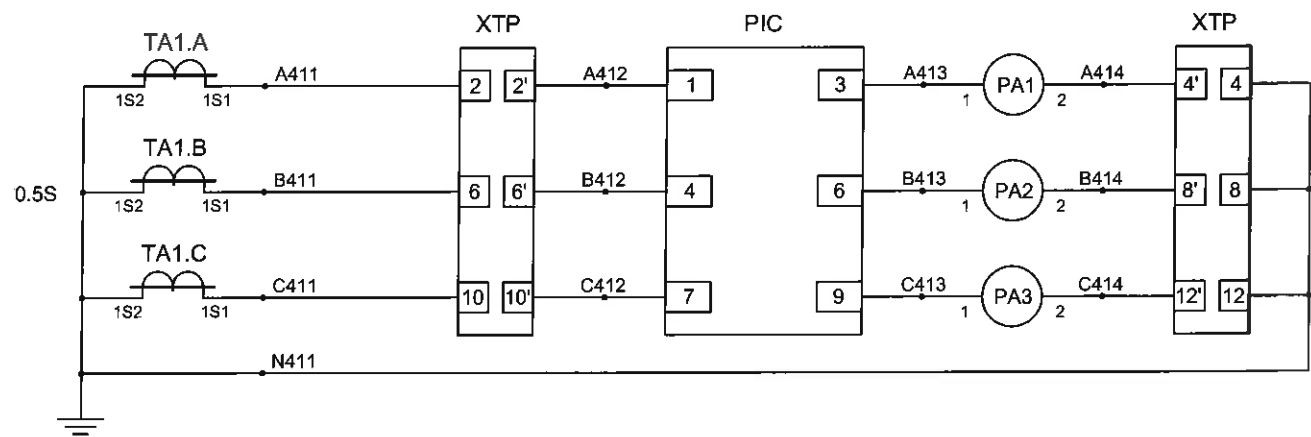 XTP PIC XTP
TA1.A
A411 A412 A413 A414
1S2 1S1 2 2' 1 3 1 PA1 2 4' 4
TA1.B
0.5S
B411 B412 B413 B414
1S2 1S1 6 6' 4 6 1 PA2 2 8' 8
TA1.C
C411 C412 C413 C414
1S2 1S1 10 10' 7 9 1 PA3 2 12' 12
N411